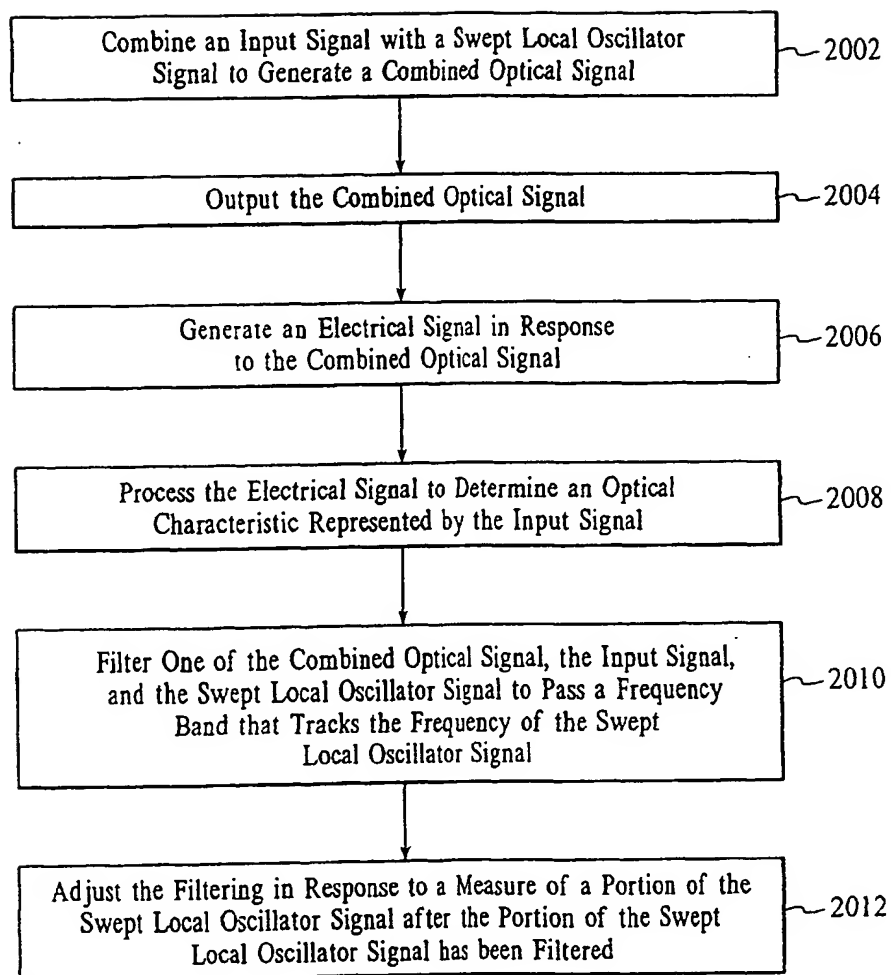 Combine an Input Signal with a Swept Local Oscillator
Signal to Generate a Combined Optical Signal
2002
Output the Combined Optical Signal
2004
Generate an Electrical Signal in Response
to the Combined Optical Signal
2006
Process the Electrical Signal to Determine an Optical
Characteristic Represented by the Input Signal
2008
Filter One of the Combined Optical Signal, the Input Signal,
and the Swept Local Oscillator Signal to Pass a Frequency
Band that Tracks the Frequency of the Swept
Local Oscillator Signal
2010
Adjust the Filtering in Response to a Measure of a Portion of the
Swept Local Oscillator Signal after the Portion of the Swept
Local Oscillator Signal has been Filtered
2012